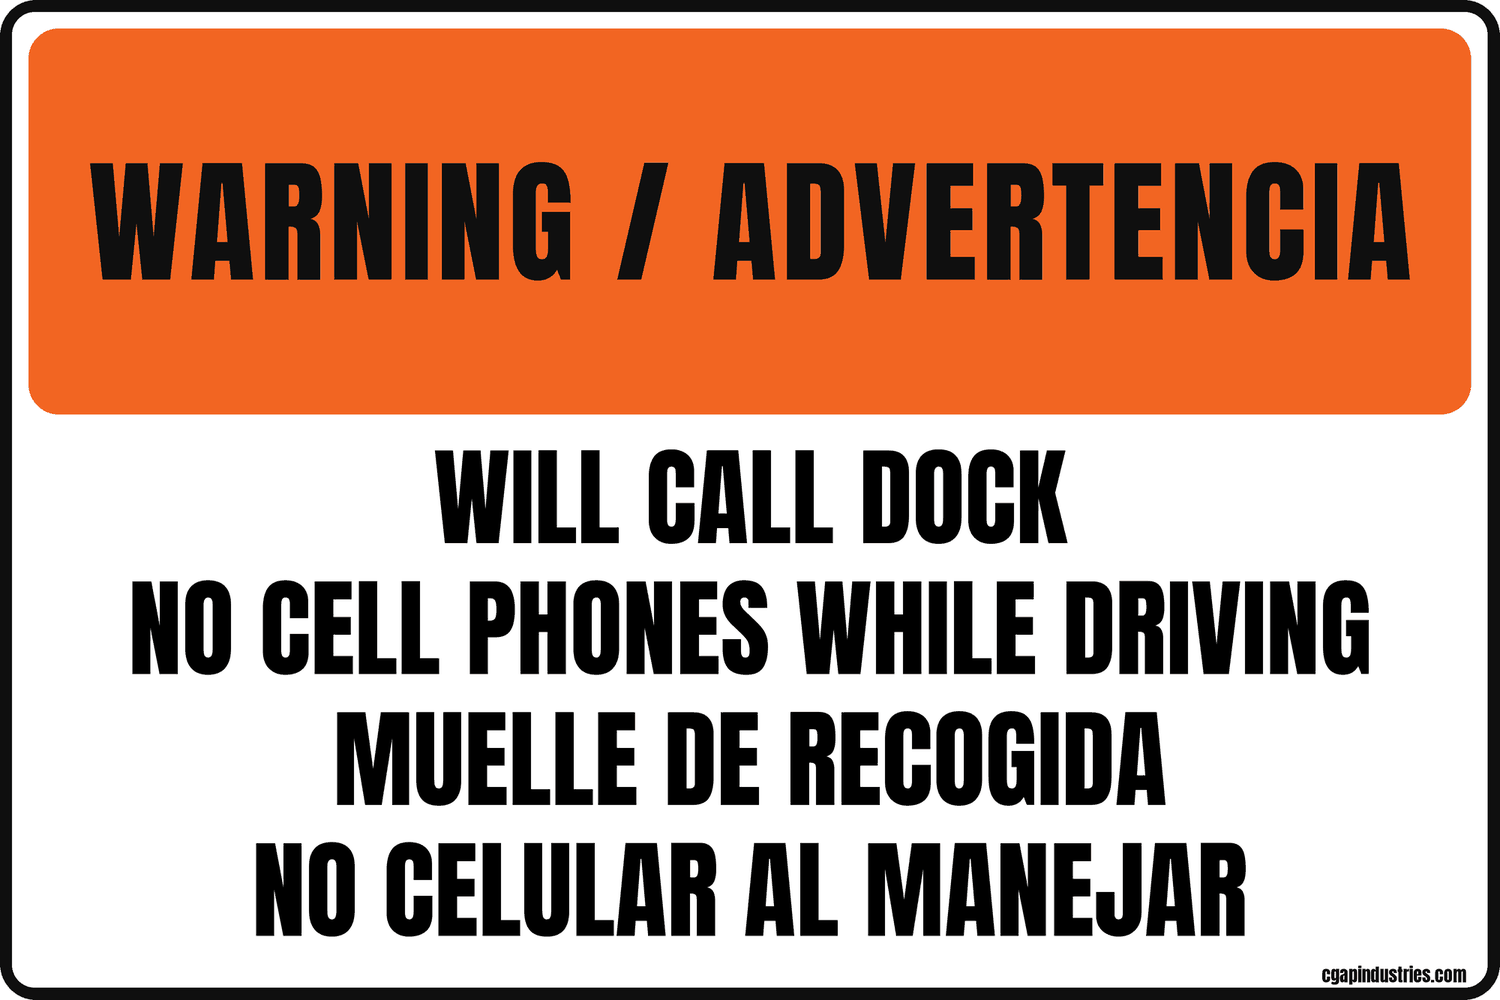 WARNING / ADVERTENCIA
WILL CALL DOCK
NO CELL PHONES WHILE DRIVING
MUELLE DE RECOGIDA
NO CELULAR AL MANEJAR
cgapindustries.com